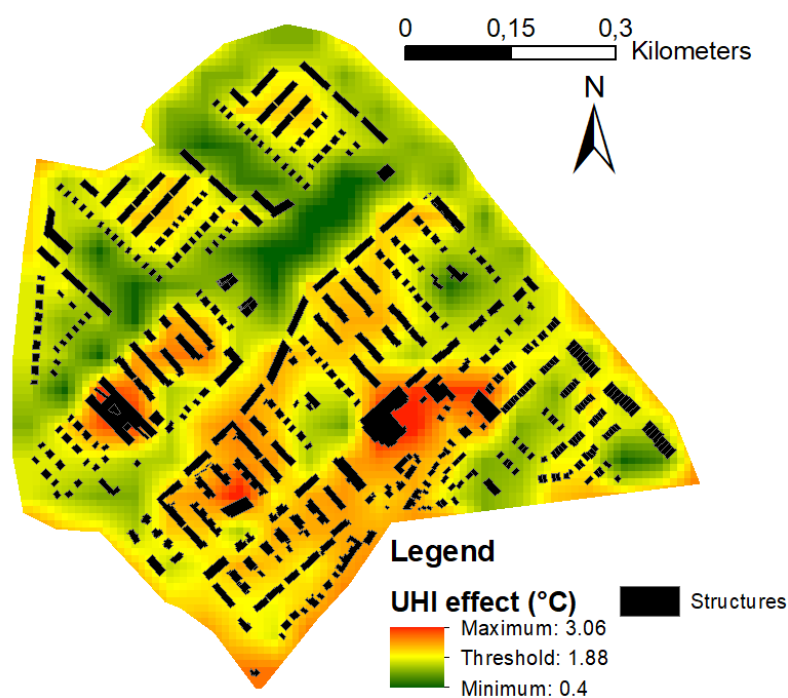 0 0,15 0,3
Kilometers
N
Legend
UHI effect (°C)
Structures
Maximum: 3.06
Threshold: 1.88
Minimum: 0.4